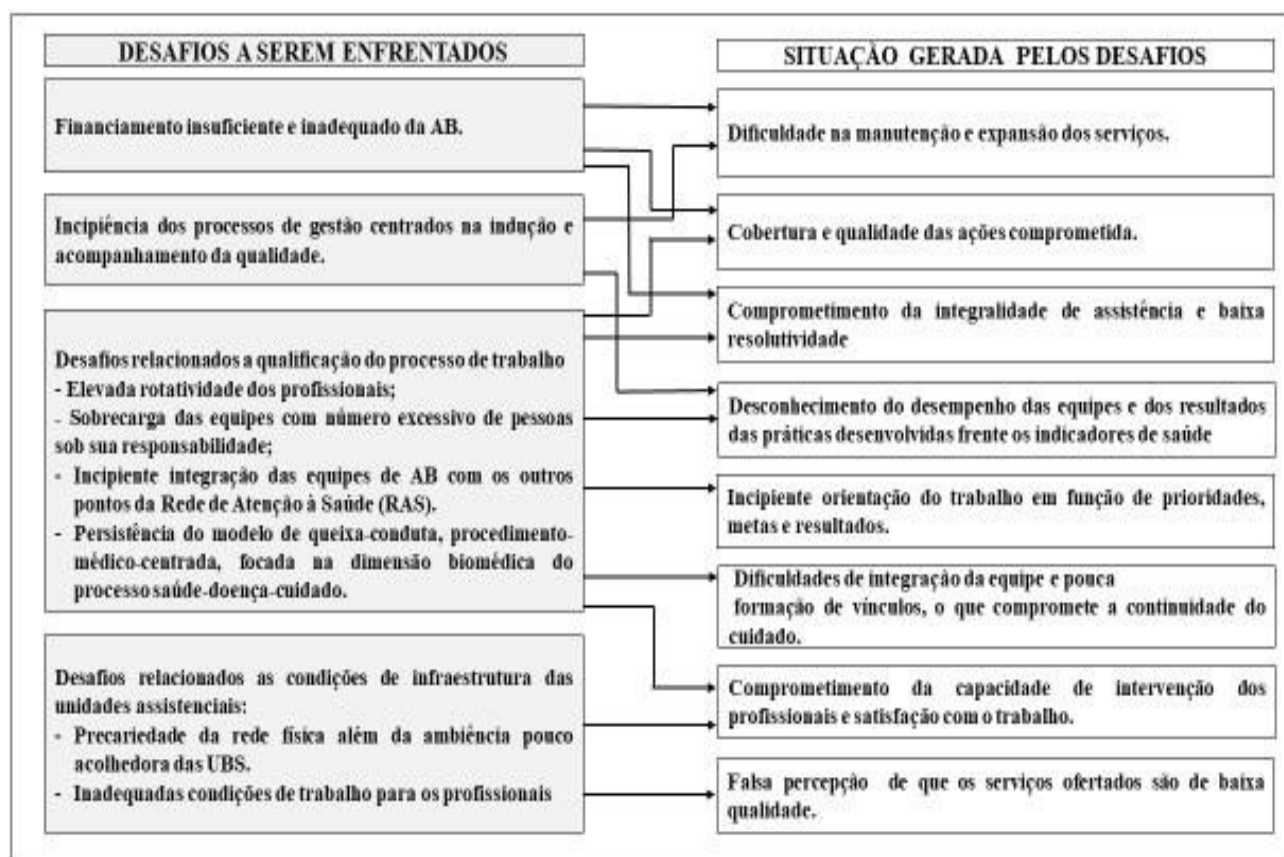 DESAFIOS A SEREM ENFRENTADOS
Financiamento insuficiente e inadequado da AB.
Incipiência dos processos de gestão centrados na indução e
acompanhamento da qualidade.
Desafios relacionados a qualificação do processo de trabalho
- Elevada rotatividade dos profissionais;
- Sobrecarga das equipes com número excessivo de pessoas
sob sua responsabilidade;
- Incipiente integração das equipes de AB com os outros
pontos da Rede de Atenção à Saúde (RAS).
- Persistência do modelo de queixa-conduta, procedimento-
médico-centrada, focada na dimensão biomédica do
processo saúde-doença-cuidado.
Desafios relacionados as condições de infraestrutura das
unidades assistenciais:
- Precariedade da rede física além da ambiência pouco
acolhedora das UBS.
- Inadequadas condições de trabalho para os profissionais
SITUAÇÃO GERADA PELOS DESAFIOS
Dificuldade na manutenção e expansão dos serviços.
Cobertura e qualidade das ações comprometida.
Comprometimento da integralidade de assistência e baixa
resolutividade
Desconhecimento do desempenho das equipes e dos resultados
das práticas desenvolvidas frente os indicadores de saúde
Incipiente orientação do trabalho em função de prioridades,
metas e resultados.
Dificuldades de integração da equipe e pouca
formação de vínculos, o que compromete a continuidade do
cuidado.
Comprometimento da capacidade de intervenção dos
profissionais e satisfação com o trabalho.
Falsa percepção de que os serviços ofertados são de baixa
qualidade.